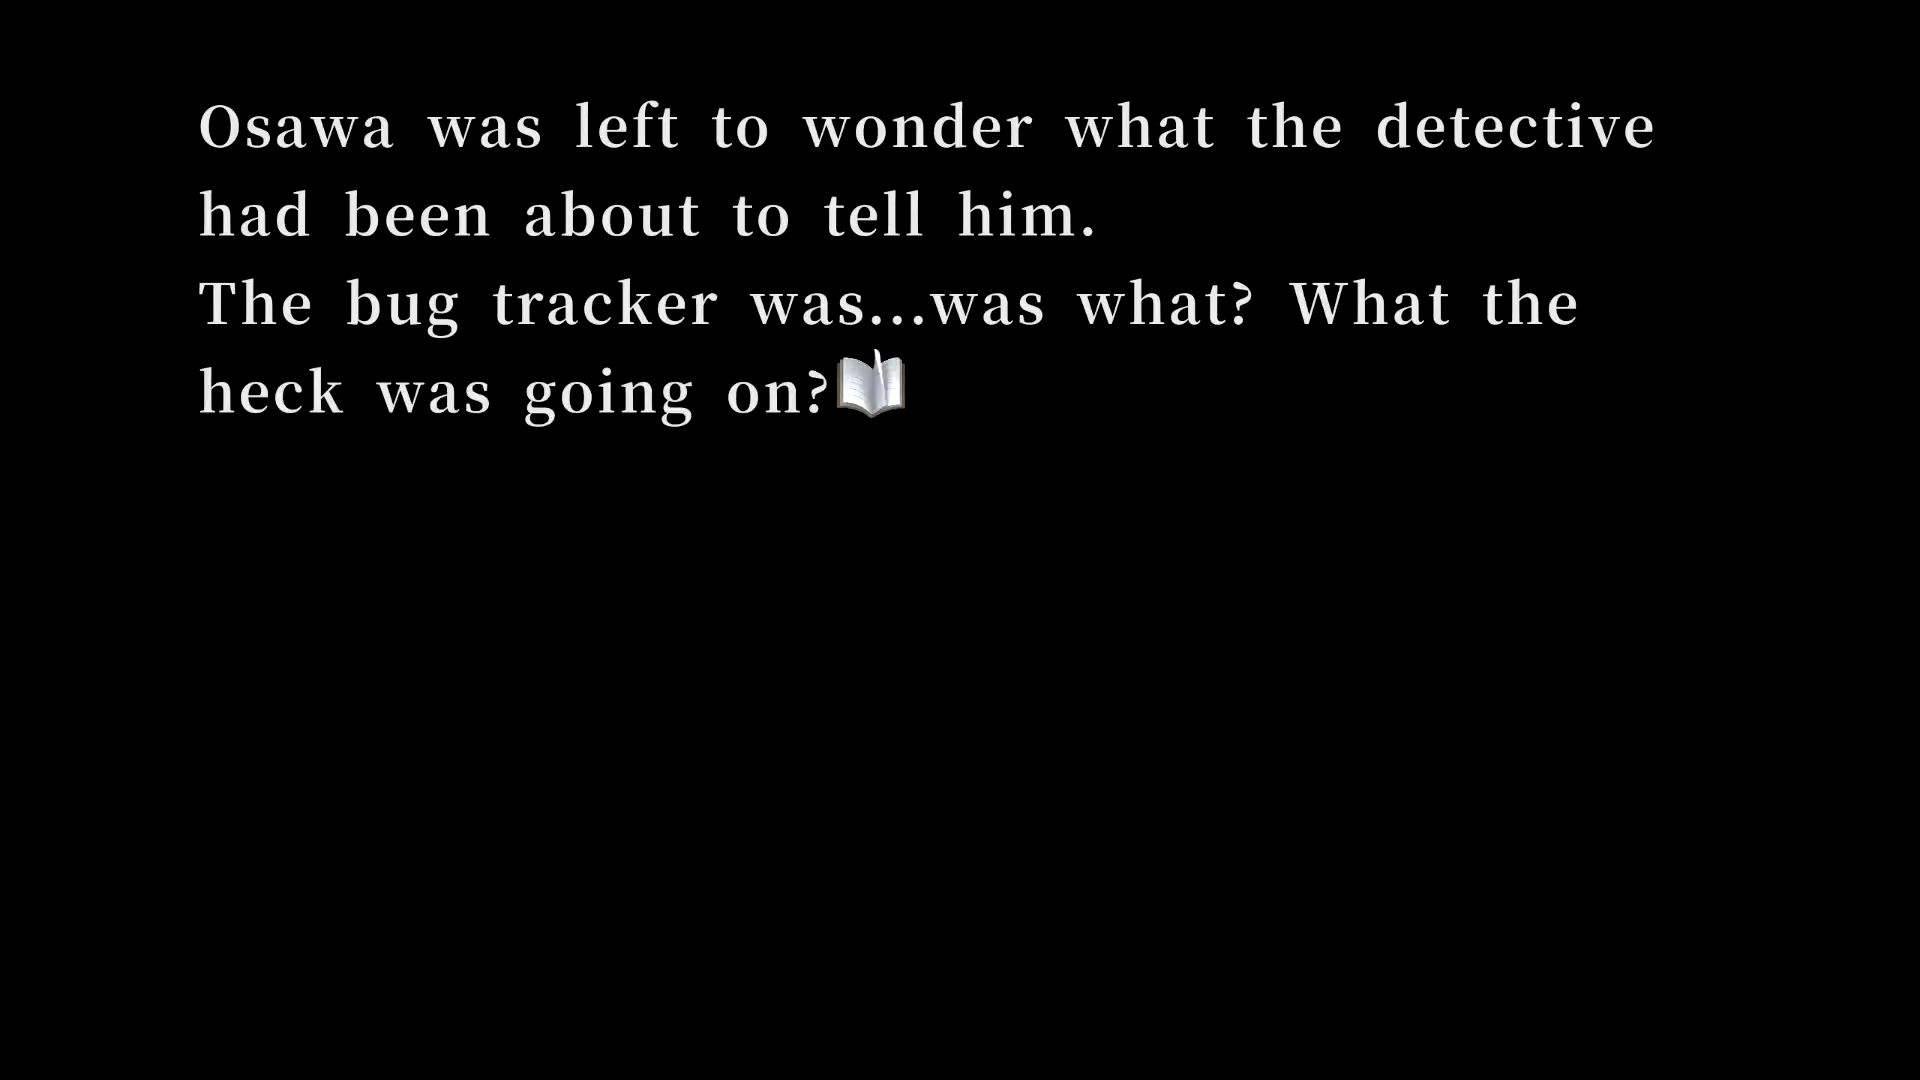 Osawa was left to wonder what the detective
had been about to tell him.
The bug tracker was...was what? What the
heck was going on?